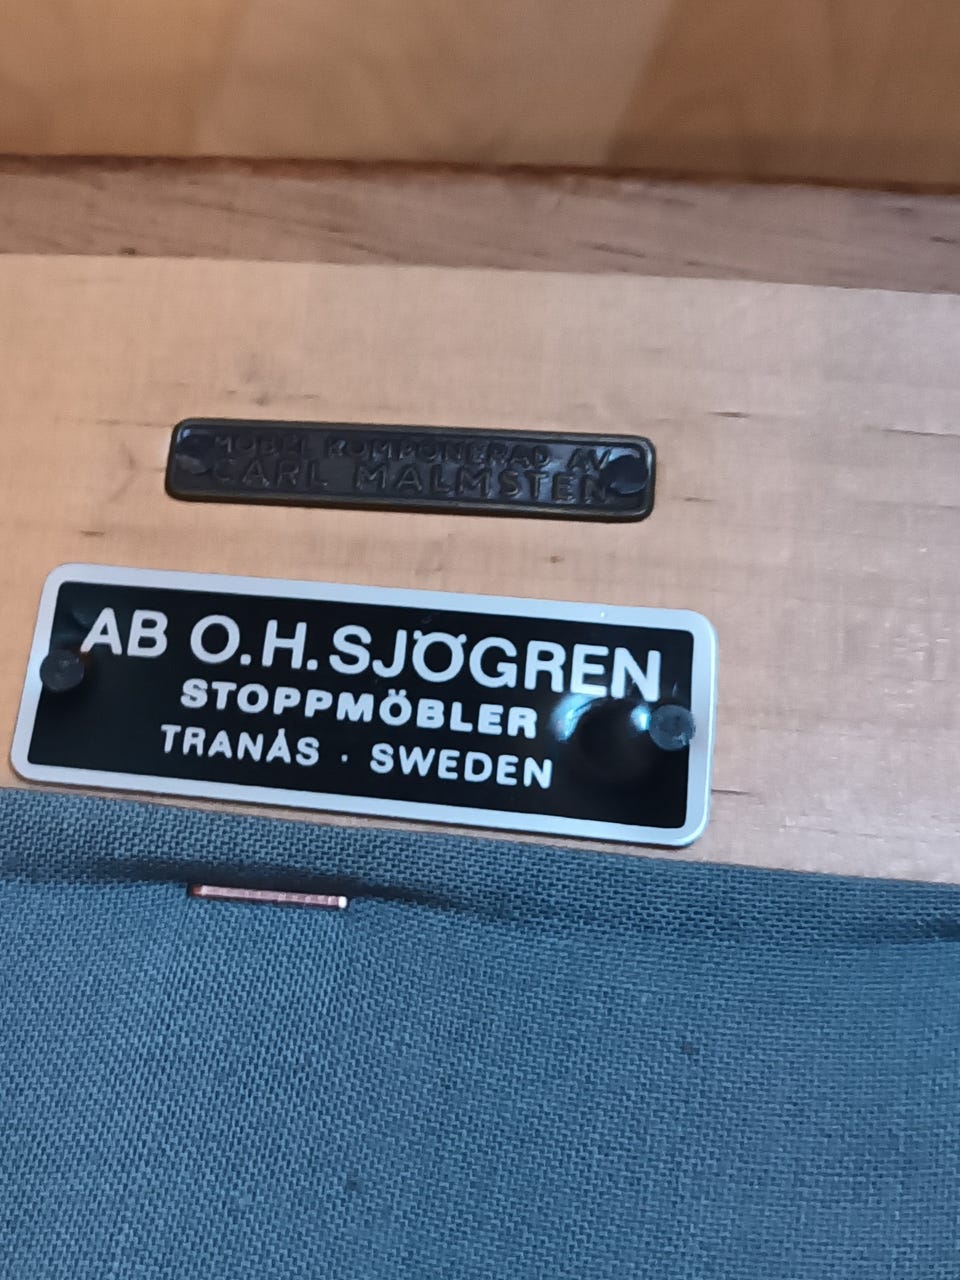 MÖBEL KOMPONERAD AV
CARL MALMSTEN
AB O.H. SJÖGREN
STOPPMÖBLER
TRANÅS · SWEDEN